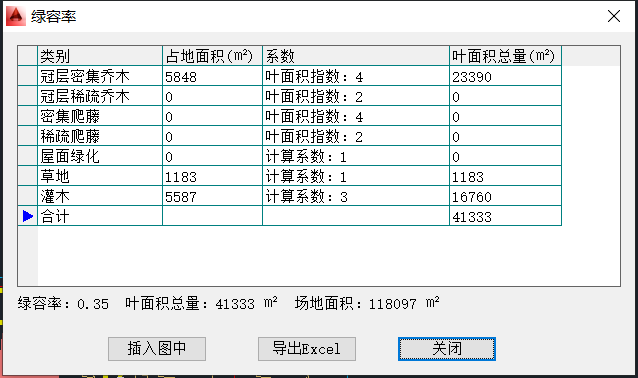 绿容率
类别 占地面积(㎡) 系数 叶面积总量(㎡)
冠层密集乔木 5848 叶面积指数: 4 23390
冠层稀疏乔木 0 叶面积指数: 2 0
密集爬藤 0 叶面积指数: 4 0
稀疏爬藤 0 叶面积指数: 2 0
屋面绿化 0 计算系数: 1 0
草地 1183 计算系数: 1 1183
灌木 5587 计算系数: 3 16760
合计 41333
绿容率: 0.35 叶面积总量: 41333 ㎡ 场地面积: 118097 ㎡
插入图中 导出Excel 关闭